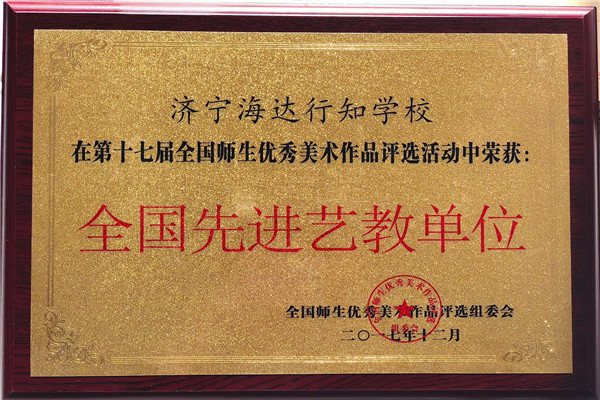 济宁海达行知学校
在第十七届全国师生优秀美术作品评选活动中荣获:
全国先进艺教单位
全国师生优秀美术作品评选组委会
二〇一七年十二月
组委会